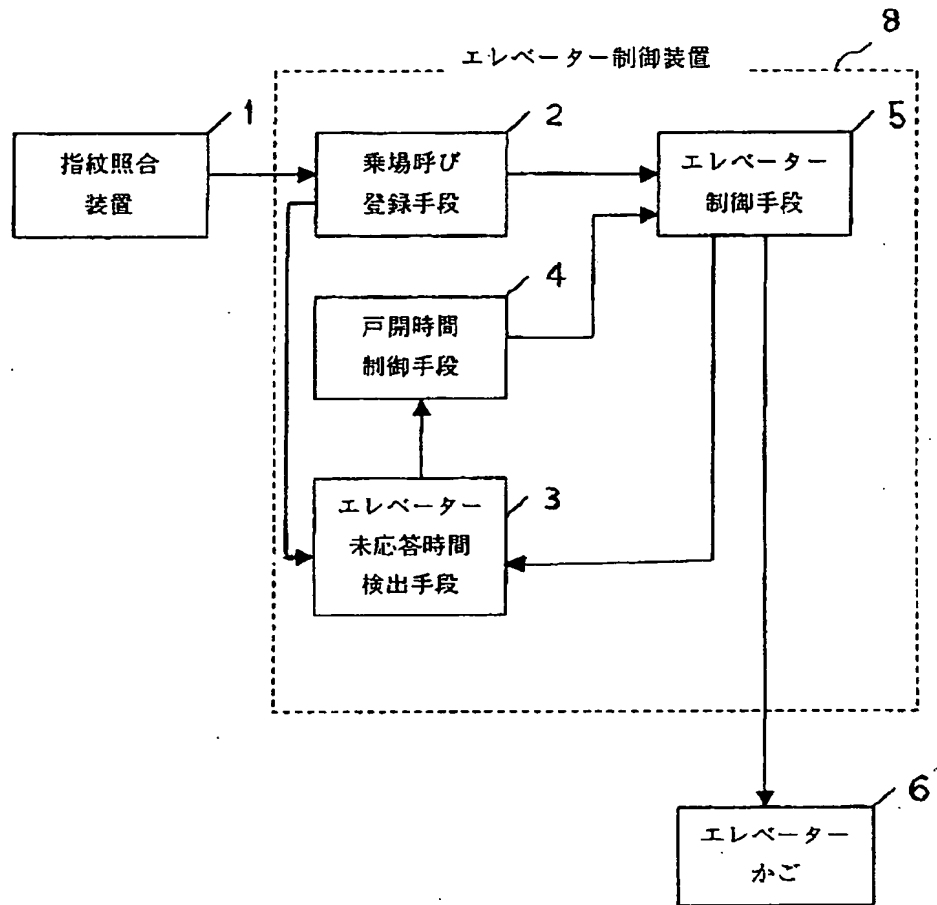 8
エレベーター制御装置
1
指紋照合
装置
2
乗場呼び
登録手段
5
エレベーター
制御手段
4
戸開時間
制御手段
3
エレベーター
未応答時間
検出手段
6
エレベーター
かご